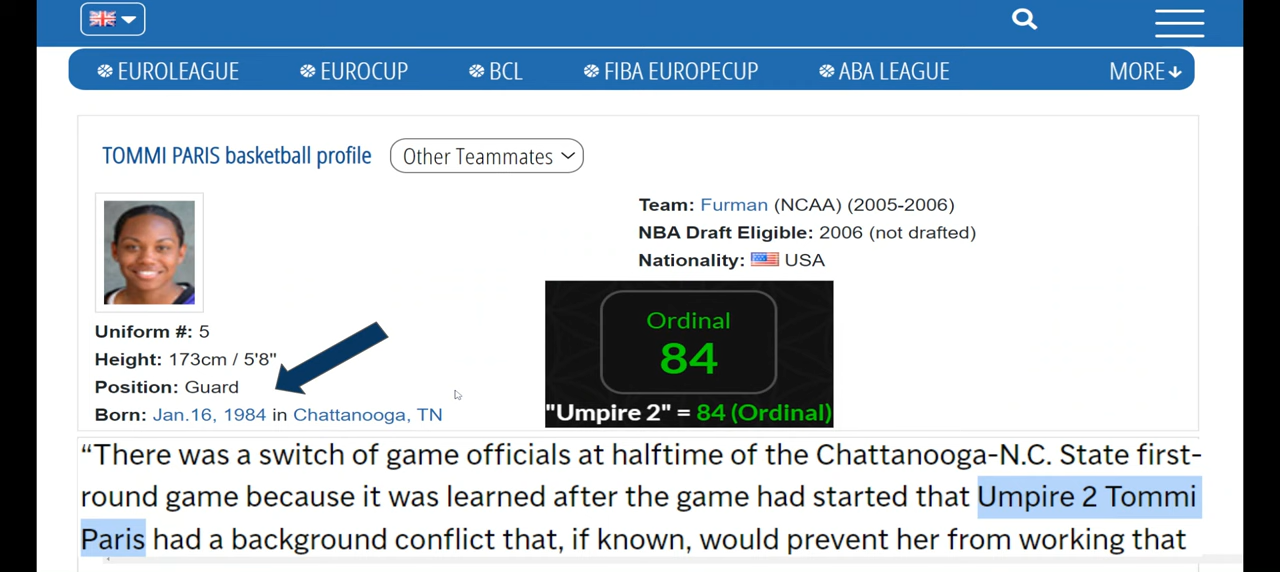 EUROLEAGUE EUROCUP BCL FIBA EUROPECUP ABA LEAGUE MORE
TOMMI PARIS basketball profile Other Teammates
Team: Furman (NCAA) (2005-2006)
NBA Draft Eligible: 2006 (not drafted)
Nationality: USA
Uniform #: 5
Height: 173cm / 5'8"
Position: Guard
Born: Jan.16, 1984 in Chattanooga, TN
Ordinal
84
"Umpire 2" = 84 (Ordinal)
“There was a switch of game officials at halftime of the Chattanooga-N.C. State first-
round game because it was learned after the game had started that Umpire 2 Tommi
Paris had a background conflict that, if known, would prevent her from working that